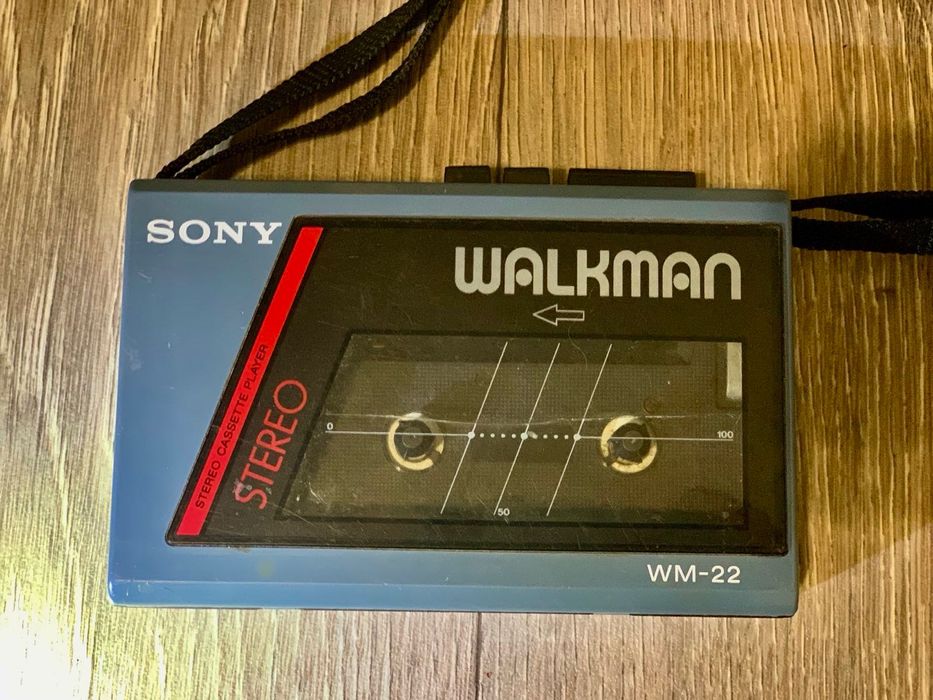 SONY
WALKMAN
STEREO CASSETTE PLAYER
STEREO
0
100
50
WM-22